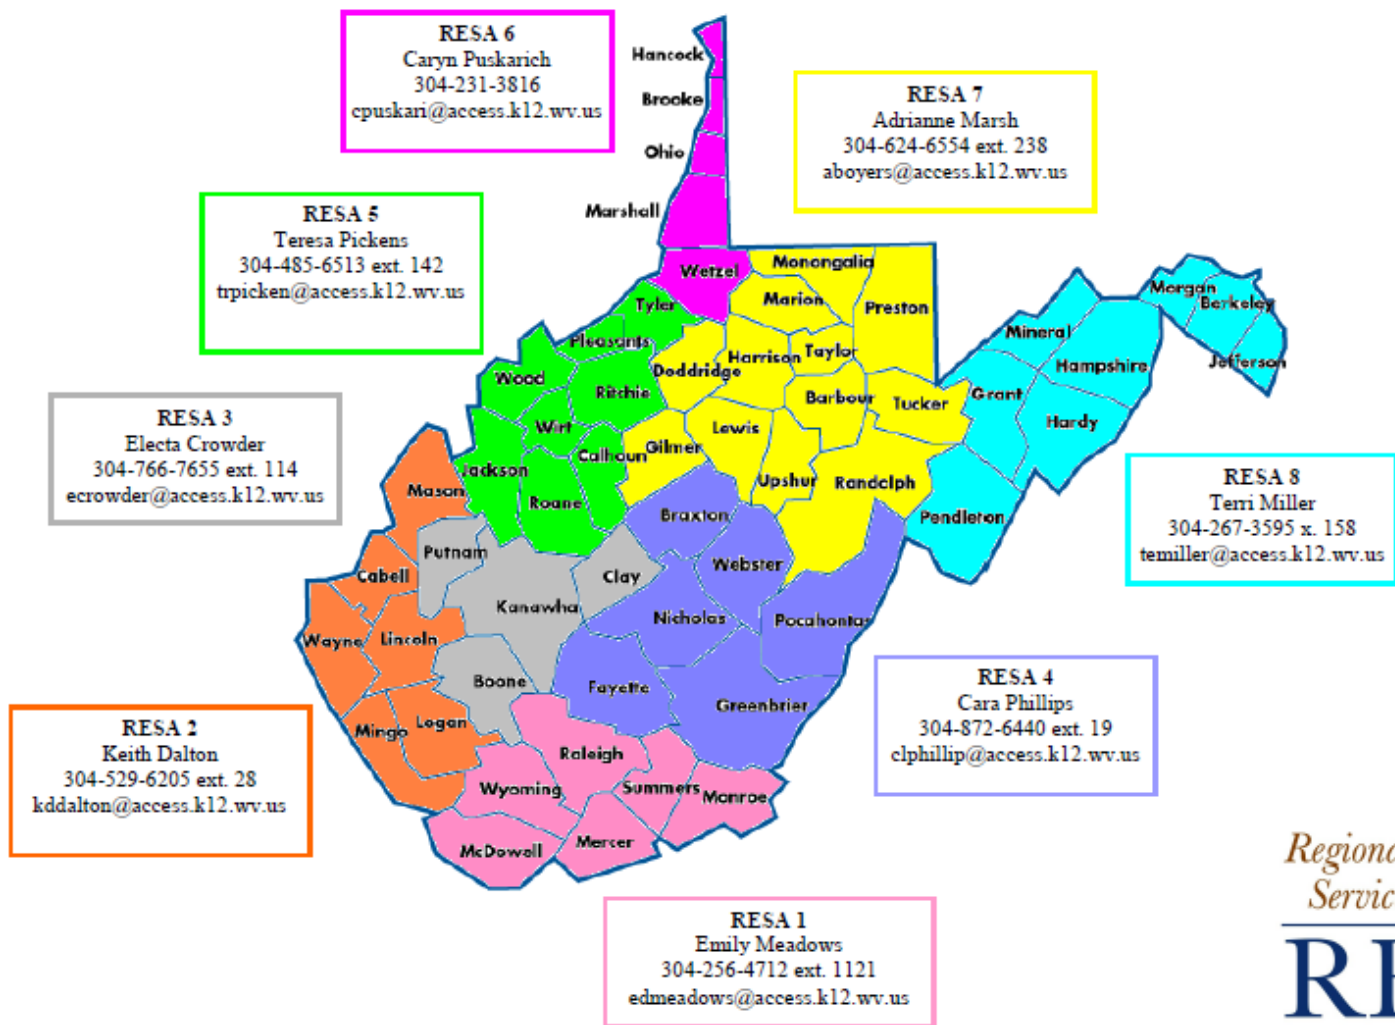 RESA 6
Caryn Puskarich
304-231-3816
cpuskari@access.k12.wv.us
RESA 7
Adrianne Marsh
304-624-6554 ext. 238
aboyers@access.k12.wv.us
RESA 5
Teresa Pickens
304-485-6513 ext. 142
trpicken@access.k12.wv.us
RESA 3
Electa Crowder
304-766-7655 ext. 114
ecrowder@access.k12.wv.us
RESA 8
Terri Miller
304-267-3595 x. 158
temiller@access.k12.wv.us
RESA 4
Cara Phillips
304-872-6440 ext. 19
clphillip@access.k12.wv.us
RESA 2
Keith Dalton
304-529-6205 ext. 28
kddalton@access.k12.wv.us
RESA 1
Emily Meadows
304-256-4712 ext. 1121
edmeadows@access.k12.wv.us
Hancock
Brooke
Ohio
Marshall
Wetzel
Monongalia
Marion
Preston
Tyler
Pleasants
Doddridge
Harrison
Taylor
Wood
Ritchie
Barbour
Tucker
Wirt
Calhoun
Gilmer
Lewis
Upshur
Randolph
Jackson
Roane
Mason
Braxton
Webster
Putnam
Clay
Cabell
Kanawha
Nicholas
Pocahontas
Wayne
Lincoln
Boone
Fayette
Greenbrier
Mingo
Logan
Raleigh
Wyoming
Summers
Monroe
McDowell
Mercer
Morgan
Berkeley
Jefferson
Mineral
Hampshire
Grant
Hardy
Pendleton
Regiona
Servic
RE